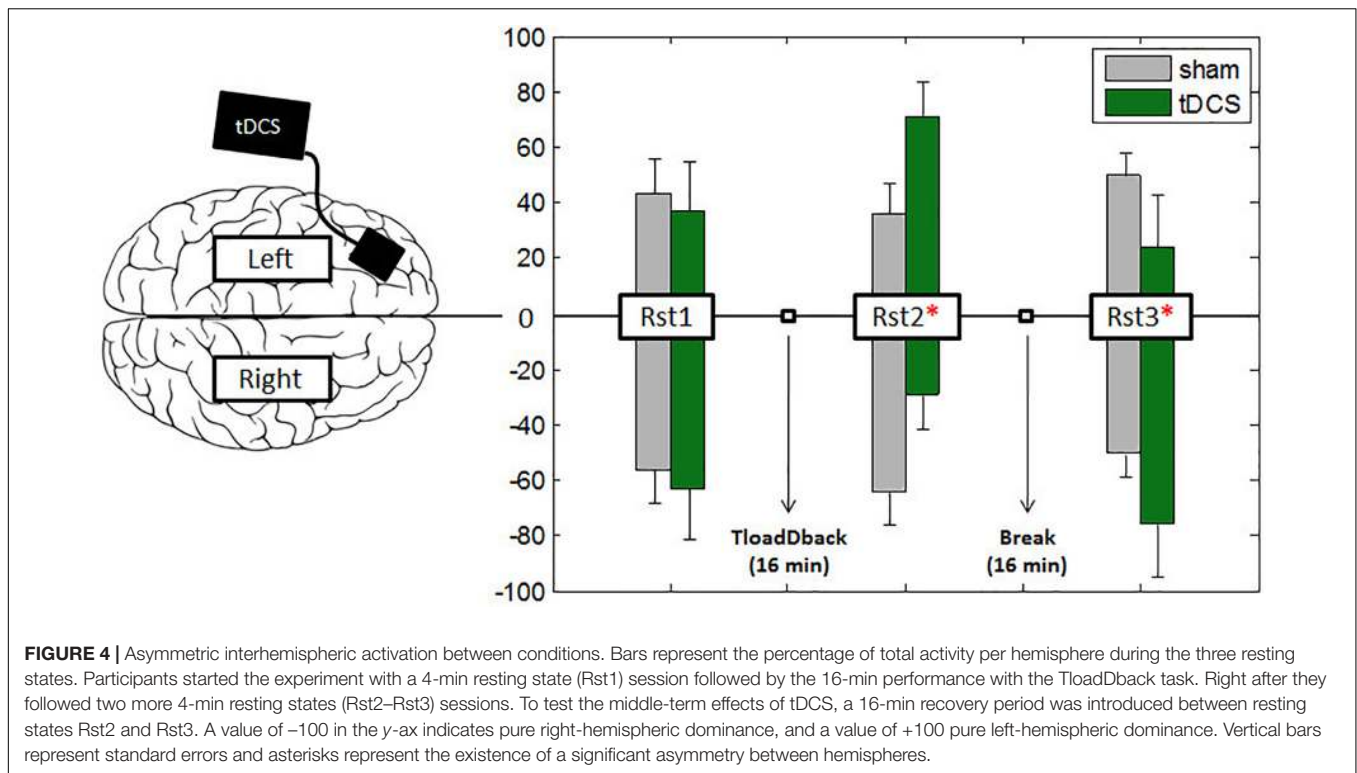 tDCS
Left
Right
100
80
60
40
20
0
-20
-40
-60
-80
-100
sham
tDCS
Rst1
Rst2*
Rst3*
TloadDback
(16 min)
Break
(16 min)
FIGURE 4 | Asymmetric interhemispheric activation between conditions. Bars represent the percentage of total activity per hemisphere during the three resting
states. Participants started the experiment with a 4-min resting state (Rst1) session followed by the 16-min performance with the TloadDback task. Right after they
followed two more 4-min resting states (Rst2–Rst3) sessions. To test the middle-term effects of tDCS, a 16-min recovery period was introduced between resting
states Rst2 and Rst3. A value of –100 in the y-ax indicates pure right-hemispheric dominance, and a value of +100 pure left-hemispheric dominance. Vertical bars
represent standard errors and asterisks represent the existence of a significant asymmetry between hemispheres.